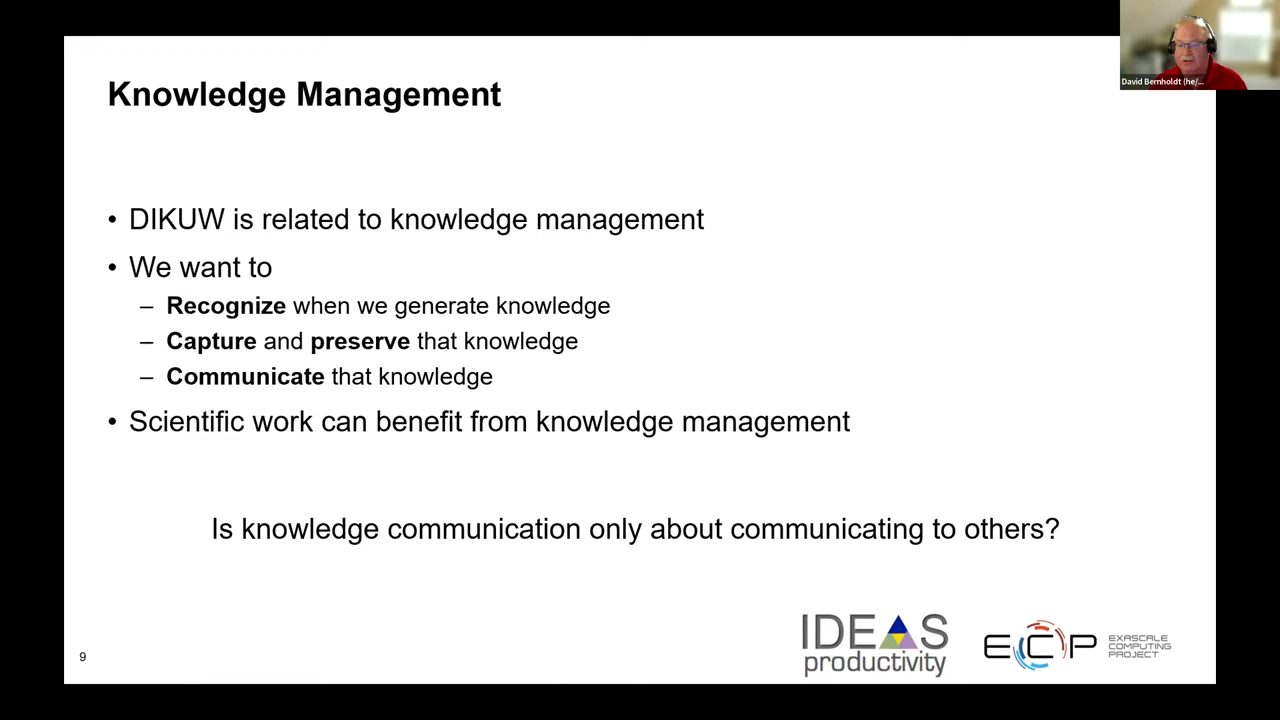 Knowledge Management
• DIKUW is related to knowledge management
• We want to
– Recognize when we generate knowledge
– Capture and preserve that knowledge
– Communicate that knowledge
• Scientific work can benefit from knowledge management
Is knowledge communication only about communicating to others?
9
IDEAS
productivity
ECP
EXASCALE
COMPUTING
PROJECT
David Bernholdt (he/...